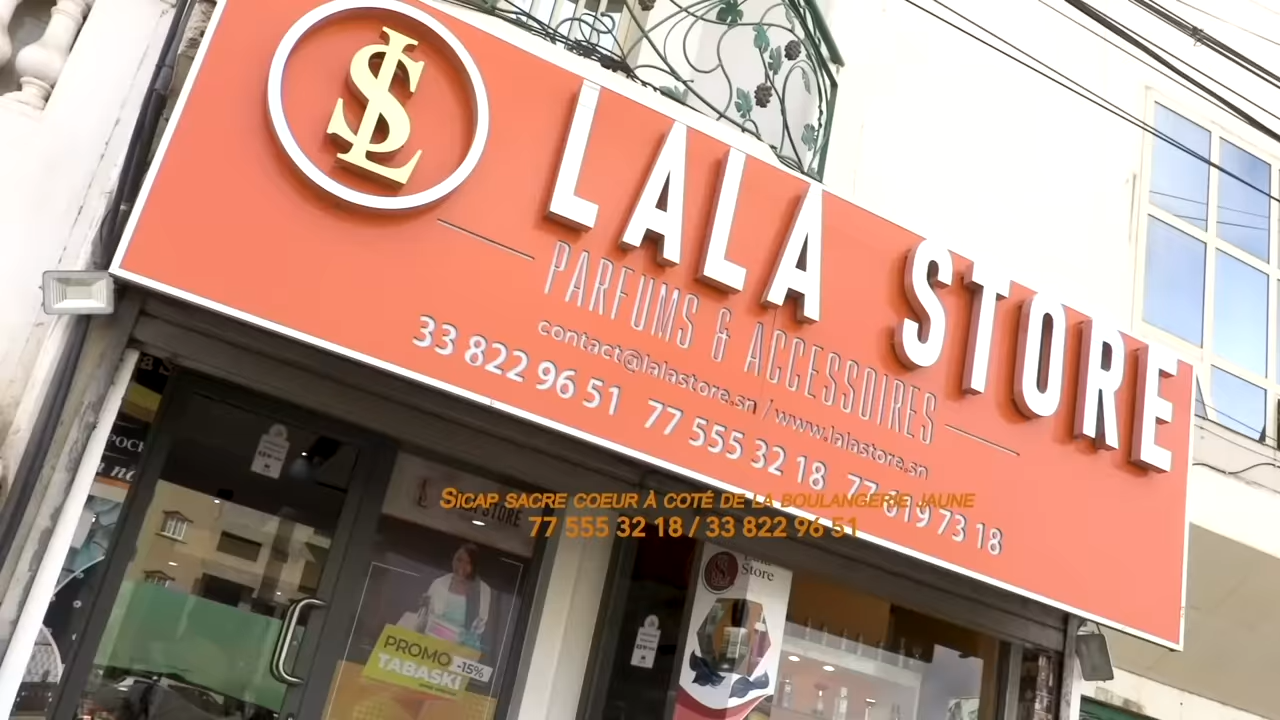 LS
LALA STORE
PARFUMS & ACCESSOIRES
contact@lalastore.sn / www.lalastore.sn
33 822 96 51 77 555 32 18 77 619 73 18
SICAP SACRE COEUR À COTÉ DE LA BOULANGERIE JAUNE
77 555 32 18 / 33 822 96 51
STORE
Store
PROMO
TABASKI
-15%